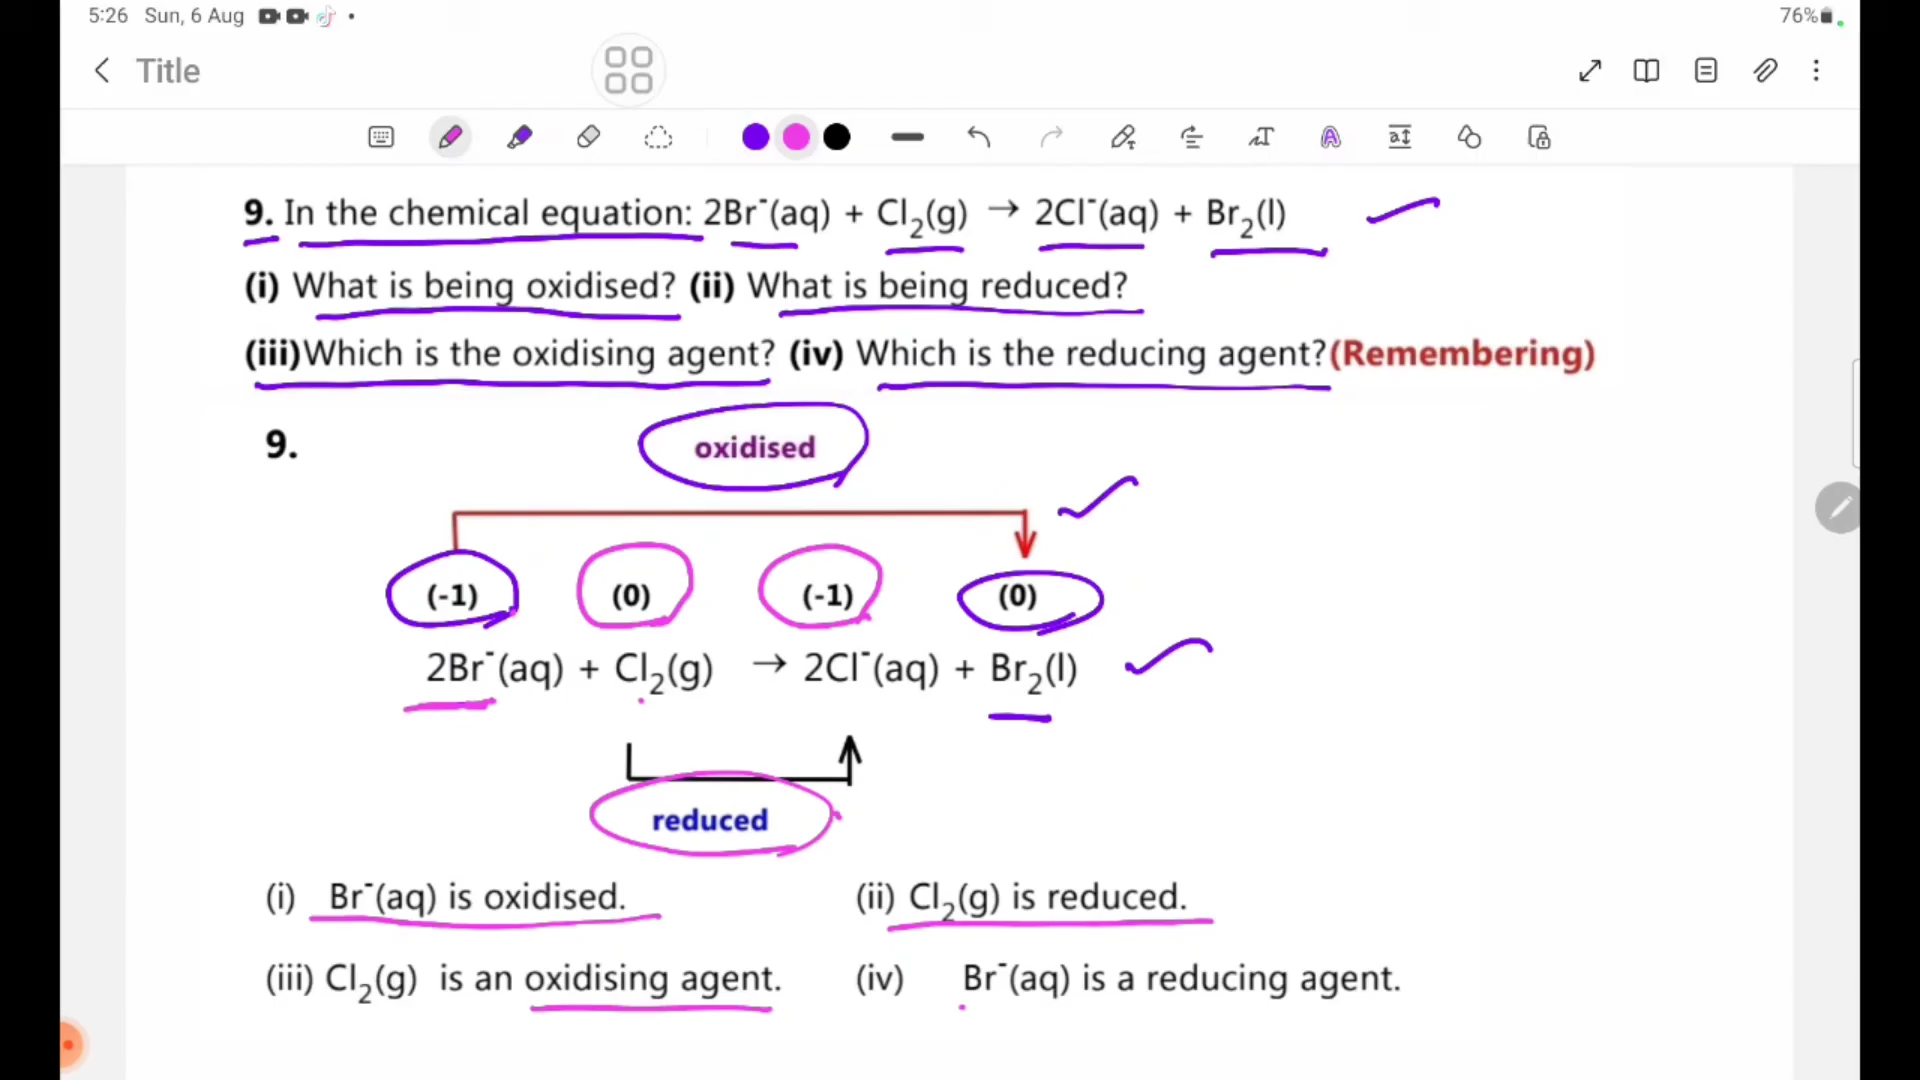 5:26 Sun, 6 Aug 76%
Title
9. In the chemical equation: 2Br⁻(aq) + Cl₂(g) → 2Cl⁻(aq) + Br₂(l)
(i) What is being oxidised? (ii) What is being reduced?
(iii)Which is the oxidising agent? (iv) Which is the reducing agent?(Remembering)
9. oxidised
(-1) (0) (-1) (0)
2Br⁻(aq) + Cl₂(g) → 2Cl⁻(aq) + Br₂(l)
reduced
(i) Br⁻(aq) is oxidised. (ii) Cl₂(g) is reduced.
(iii) Cl₂(g) is an oxidising agent. (iv) Br⁻(aq) is a reducing agent.